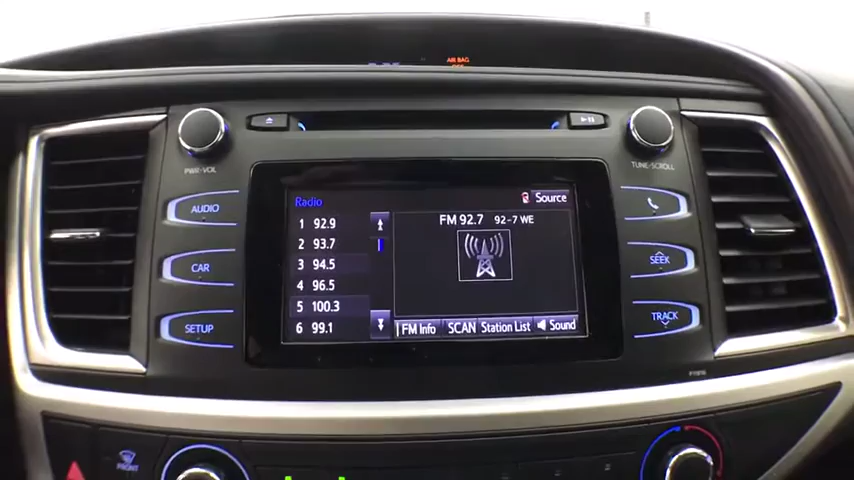 AIR BAG
OFF
PWR•VOL
TUNE•SCROLL
AUDIO
CAR
SETUP
Radio
Source
1 92.9
2 93.7
3 94.5
4 96.5
5 100.3
6 99.1
FM 92.7 92-7 WE
FM Info
SCAN
Station List
Sound
SEEK
TRACK
FRONT